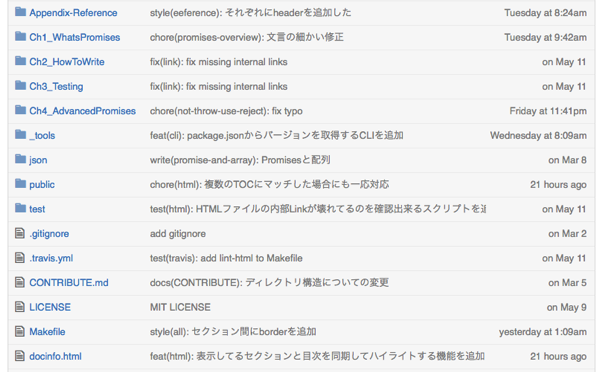 Appendix-Reference style(eeference): それぞれにheaderを追加した Tuesday at 8:24am
Ch1_WhatsPromises chore(promises-overview): 文言の細かい修正 Tuesday at 9:42am
Ch2_HowToWrite fix(link): fix missing internal links on May 11
Ch3_Testing fix(link): fix missing internal links on May 11
Ch4_AdvancedPromises chore(not-throw-use-reject): fix typo Friday at 11:41pm
_tools feat(cli): package.jsonからバージョンを取得するCLIを追加 Wednesday at 8:09am
json write(promise-and-array): Promisesと配列 on Mar 8
public chore(html): 複数のTOCにマッチした場合にも一応対応 21 hours ago
test test(html): HTMLファイルの内部Linkが壊れてるのを確認出来るスクリプトを追 on May 11
.gitignore add gitignore on Mar 2
.travis.yml test(travis): add lint-html to Makefile on May 11
CONTRIBUTE.md docs(CONTRIBUTE): ディレクトリ構造についての変更 on Mar 5
LICENSE MIT LICENSE on May 9
Makefile style(all): セクション間にborderを追加 yesterday at 1:09am
docinfo.html feat(html): 表示してるセクションと目次を同期してハイライトする機能を追加 21 hours ago